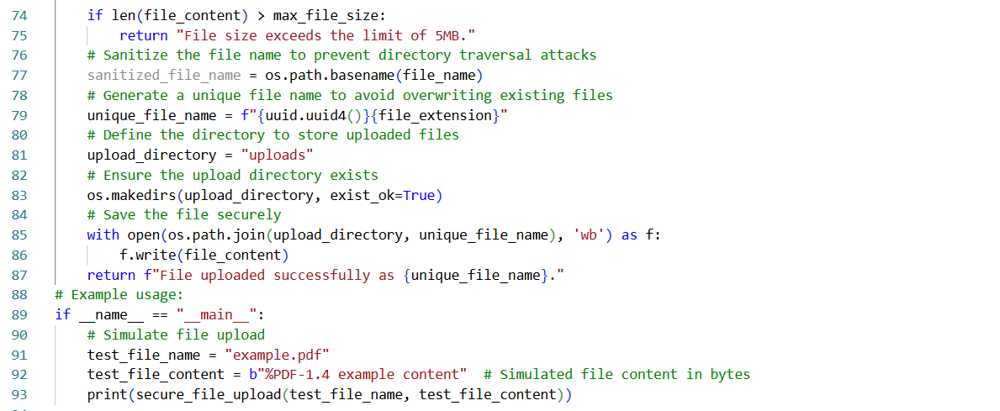 74 if len(file_content) > max_file_size:
75 return "File size exceeds the limit of 5MB."
76 # Sanitize the file name to prevent directory traversal attacks
77 sanitized_file_name = os.path.basename(file_name)
78 # Generate a unique file name to avoid overwriting existing files
79 unique_file_name = f"{uuid.uuid4()}{file_extension}"
80 # Define the directory to store uploaded files
81 upload_directory = "uploads"
82 # Ensure the upload directory exists
83 os.makedirs(upload_directory, exist_ok=True)
84 # Save the file securely
85 with open(os.path.join(upload_directory, unique_file_name), 'wb') as f:
86 f.write(file_content)
87 return f"File uploaded successfully as {unique_file_name}."
88 # Example usage:
89 if __name__ == "__main__":
90 # Simulate file upload
91 test_file_name = "example.pdf"
92 test_file_content = b"%PDF-1.4 example content"  # Simulated file content in bytes
93 print(secure_file_upload(test_file_name, test_file_content))